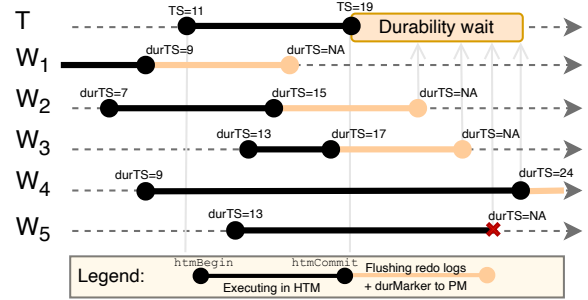 TS=11
TS=19
T
Durability wait
W1
durTS=9
durTS=NA
W2
durTS=7
durTS=15
durTS=NA
W3
durTS=13
durTS=17
durTS=NA
W4
durTS=9
durTS=24
W5
durTS=13
durTS=NA
Legend:
htmBegin
htmCommit
Executing in HTM
Flushing redo logs
+ durMarker to PM